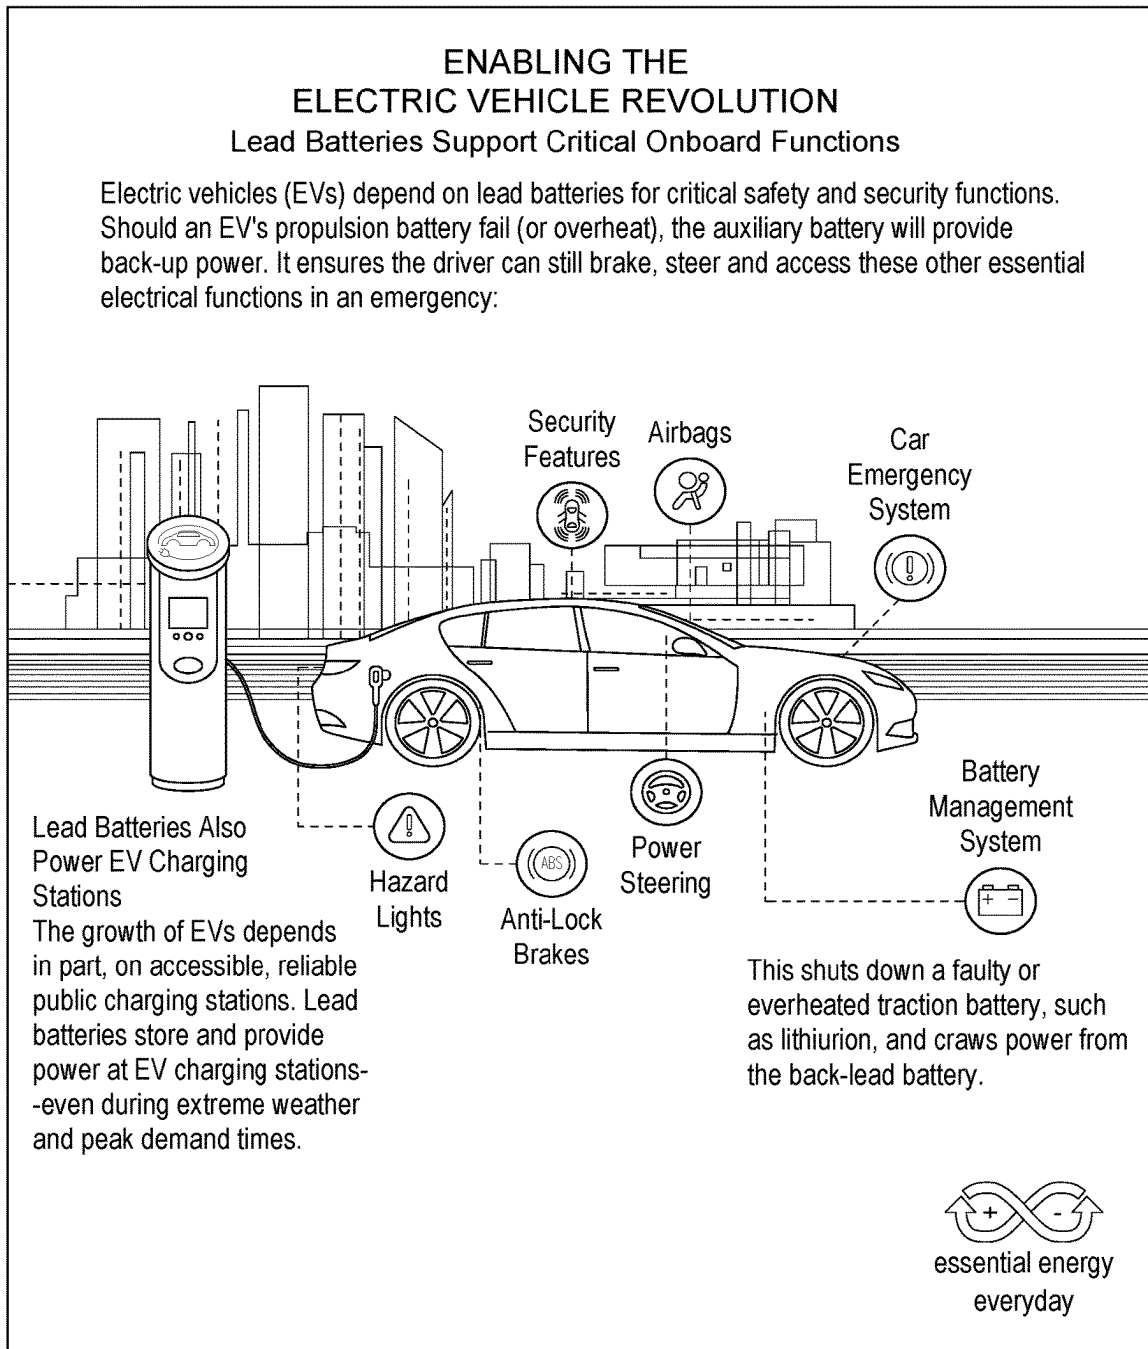 ENABLING THE
ELECTRIC VEHICLE REVOLUTION
Lead Batteries Support Critical Onboard Functions
Electric vehicles (EVs) depend on lead batteries for critical safety and security functions.
Should an EV's propulsion battery fail (or overheat), the auxiliary battery will provide
back-up power. It ensures the driver can still brake, steer and access these other essential
electrical functions in an emergency:
Security
Features
Airbags
Car
Emergency
System
Hazard
Lights
ABS
Anti-Lock
Brakes
Power
Steering
Battery
Management
System
This shuts down a faulty or
everheated traction battery, such
as lithiurion, and craws power from
the back-lead battery.
Lead Batteries Also
Power EV Charging
Stations
The growth of EVs depends
in part, on accessible, reliable
public charging stations. Lead
batteries store and provide
power at EV charging stations-
-even during extreme weather
and peak demand times.
essential energy
everyday